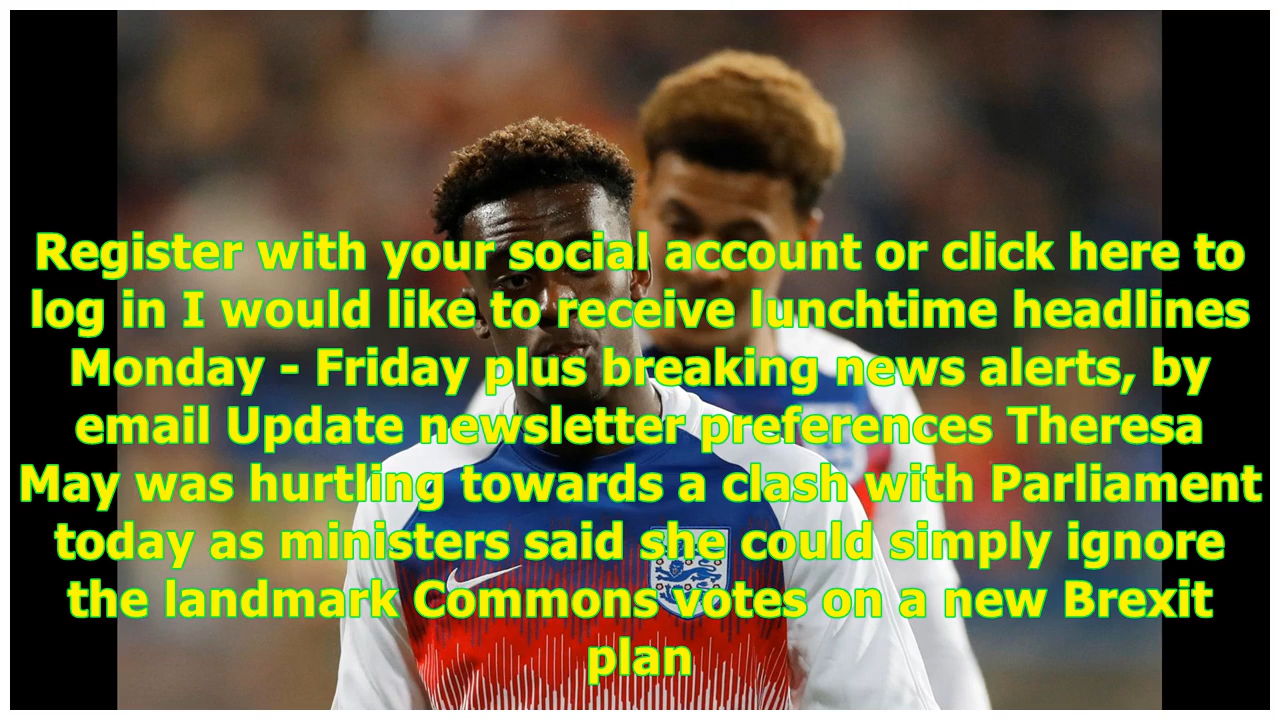 Register with your social account or click here to
log in I would like to receive lunchtime headlines
Monday - Friday plus breaking news alerts, by
email Update newsletter preferences Theresa
May was hurtling towards a clash with Parliament
today as ministers said she could simply ignore
the landmark Commons votes on a new Brexit
plan